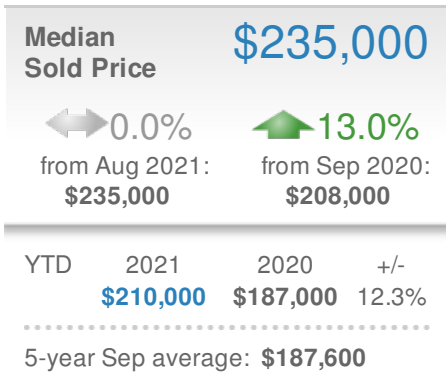 Median $235,000
Sold Price
0.0% 13.0%
from Aug 2021: from Sep 2020:
$235,000 $208,000
YTD 2021 2020 +/-
$210,000 $187,000 12.3%
5-year Sep average: $187,600